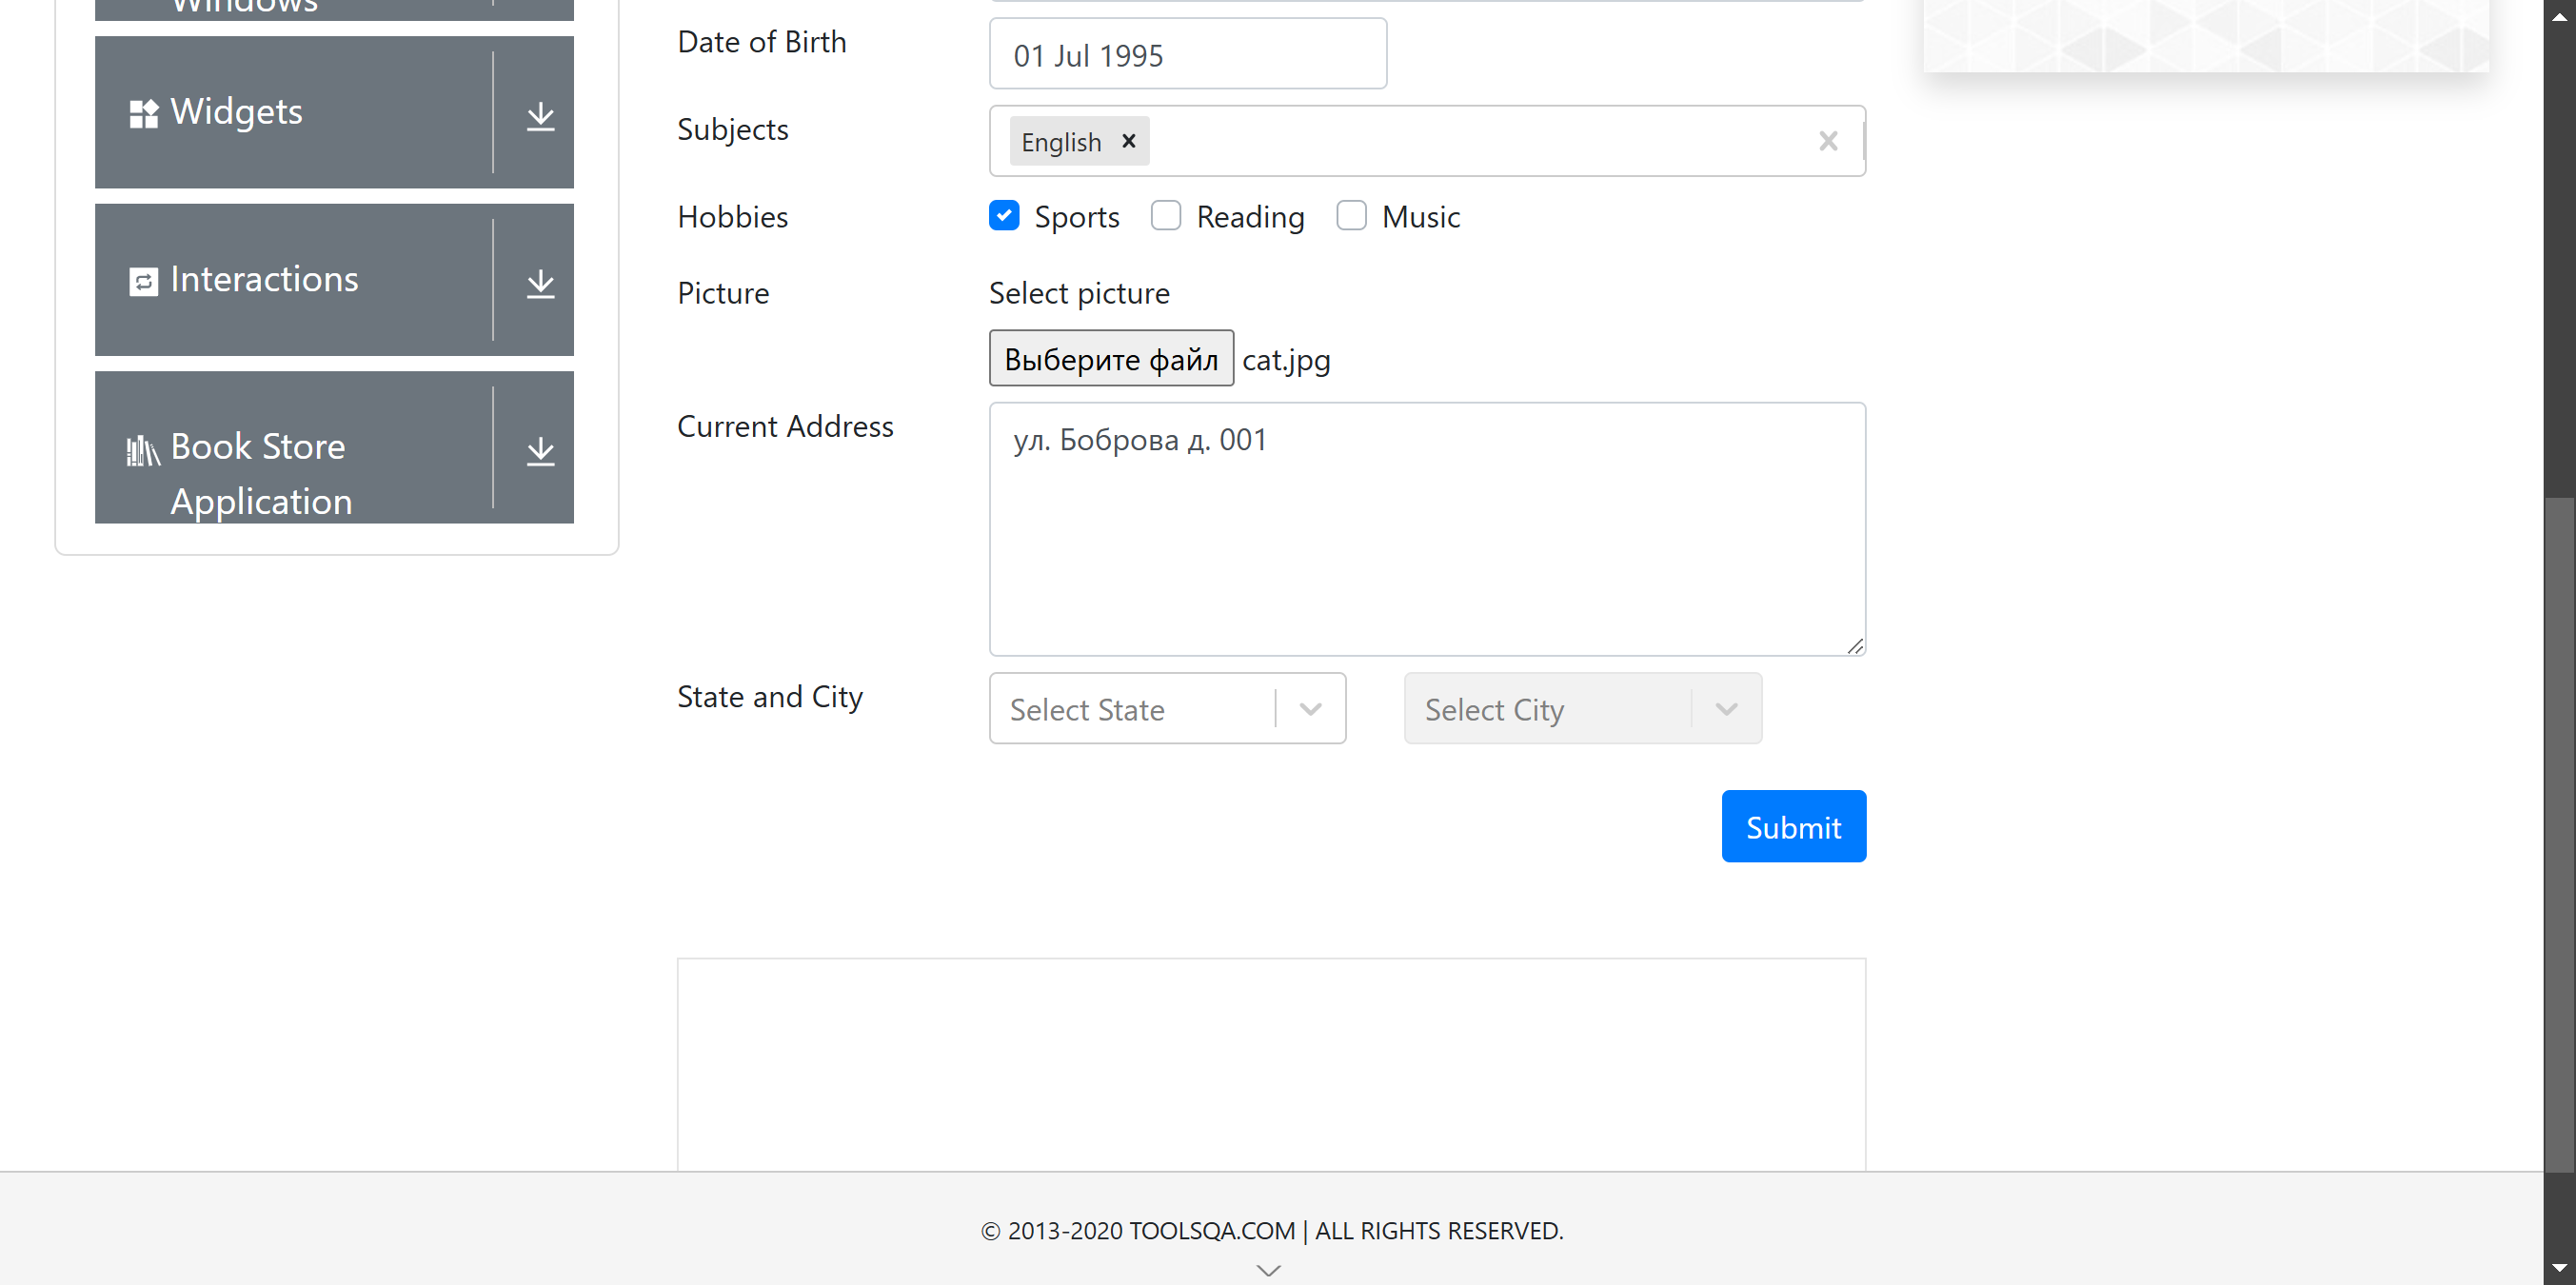 Windows
Widgets
Interactions
Book Store
Application
Date of Birth
01 Jul 1995
Subjects
English
Hobbies
Sports
Reading
Music
Picture
Select picture
Выберите файл cat.jpg
Current Address
ул. Боброва д. 001
State and City
Select State
Select City
Submit
© 2013-2020 TOOLSQA.COM | ALL RIGHTS RESERVED.